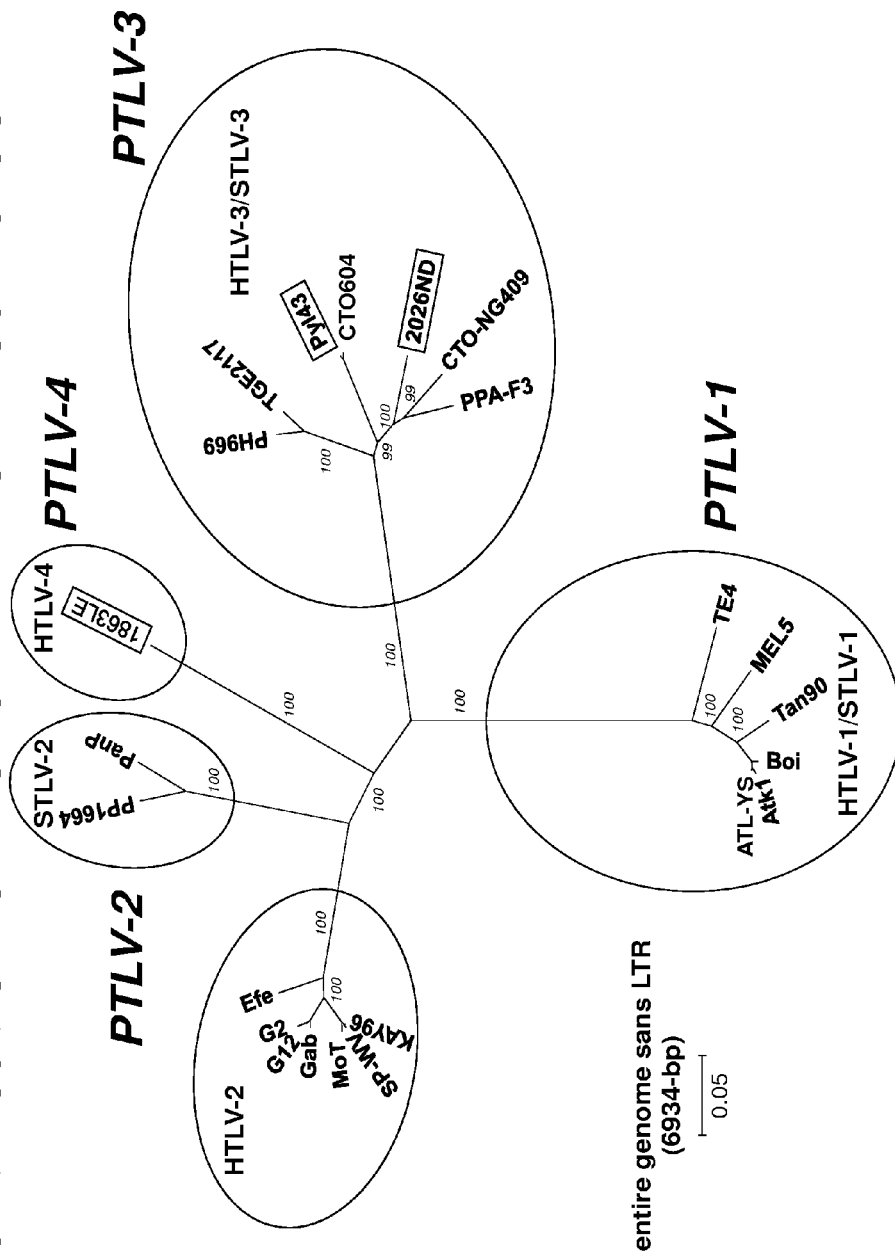 PTLV-3
HTLV-3/STLV-3
PTLV-4
HTLV-4
1863LE
TGE2117
PH969
Pyl43
CTO604
2026ND
CTO-NG409
PPA-F3
100
99
100
99
100
100
100
100
STLV-2
PP1664
PanP
100
PTLV-2
HTLV-2
100
100
Efe
G2
G12
Gab
MoT
SP-WV
KAY96
PTLV-1
TE4
MEL5
Tan90
Boi
Atk1
ATL-YS
100
100
HTLV-1/STLV-1
entire genome sans LTR
(6934-bp)
0.05